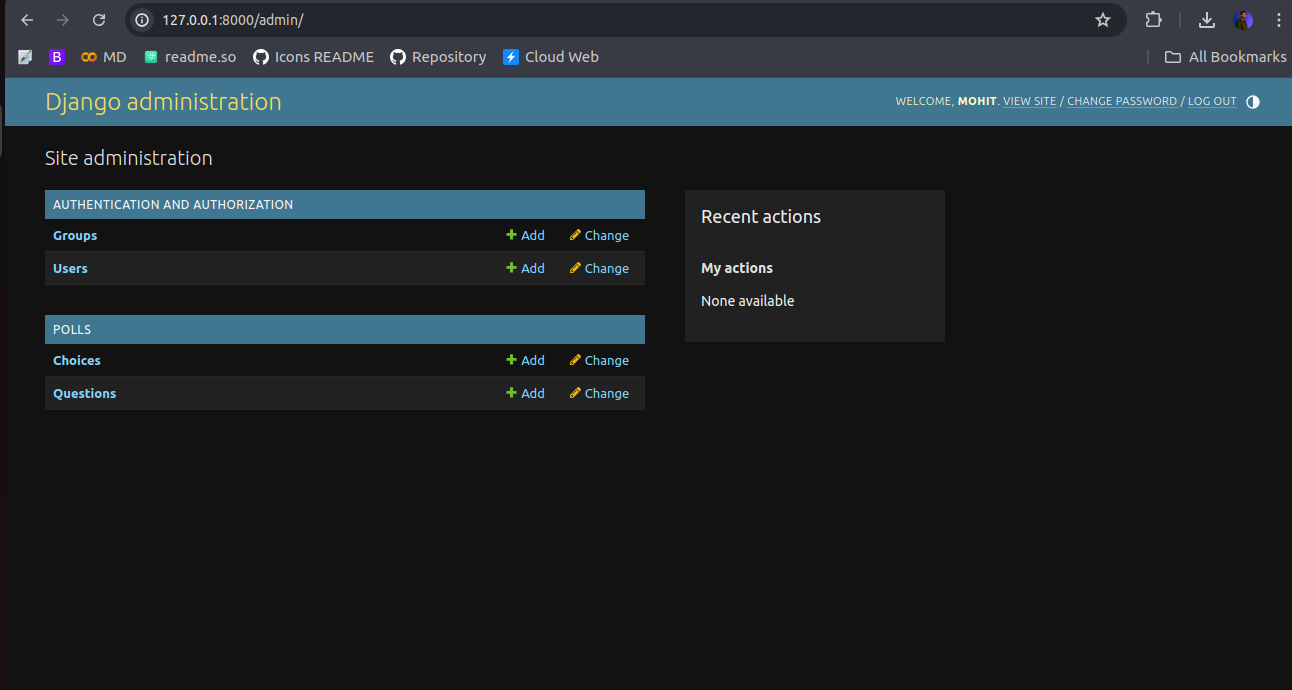 127.0.0.1:8000/admin/
B MD readme.so Icons README Repository Cloud Web All Bookmarks
Django administration
WELCOME, MOHIT. VIEW SITE / CHANGE PASSWORD / LOG OUT
Site administration
AUTHENTICATION AND AUTHORIZATION
Groups Add Change
Users Add Change
POLLS
Choices Add Change
Questions Add Change
Recent actions
My actions
None available